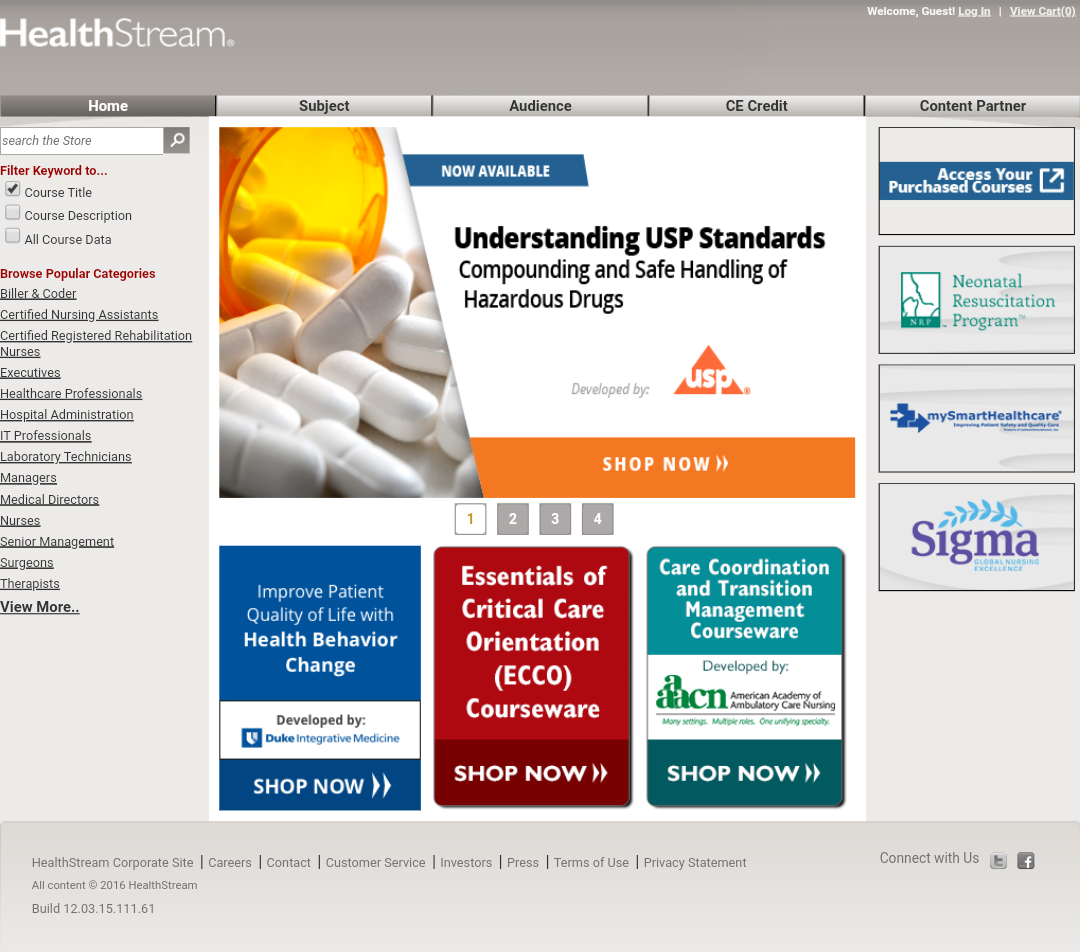 Welcome, Guest! Log In | View Cart(0)
HealthStream®
Home
Subject
Audience
CE Credit
Content Partner
search the Store
Filter Keyword to...
Course Title
Course Description
All Course Data
Browse Popular Categories
Biller & Coder
Certified Nursing Assistants
Certified Registered Rehabilitation
Nurses
Executives
Healthcare Professionals
Hospital Administration
IT Professionals
Laboratory Technicians
Managers
Medical Directors
Nurses
Senior Management
Surgeons
Therapists
View More..
NOW AVAILABLE
Understanding USP Standards
Compounding and Safe Handling of
Hazardous Drugs
Developed by:
usp®
SHOP NOW
1 2 3 4
Improve Patient
Quality of Life with
Health Behavior
Change
Developed by:
Duke Integrative Medicine
SHOP NOW
Essentials of
Critical Care
Orientation
(ECCO)
Courseware
SHOP NOW
Care Coordination
and Transition
Management
Courseware
Developed by:
aacn
American Academy of
Ambulatory Care Nursing
Many settings. Multiple roles. One unifying specialty.
SHOP NOW
Access Your
Purchased Courses
NRP
Neonatal
Resuscitation
Program™
mySmartHealthcare®
Improving Patient Safety and Quality Care
Sigma
GLOBAL NURSING
EXCELLENCE
HealthStream Corporate Site | Careers | Contact | Customer Service | Investors | Press | Terms of Use | Privacy Statement
All content © 2016 HealthStream
Build 12.03.15.111.61
Connect with Us